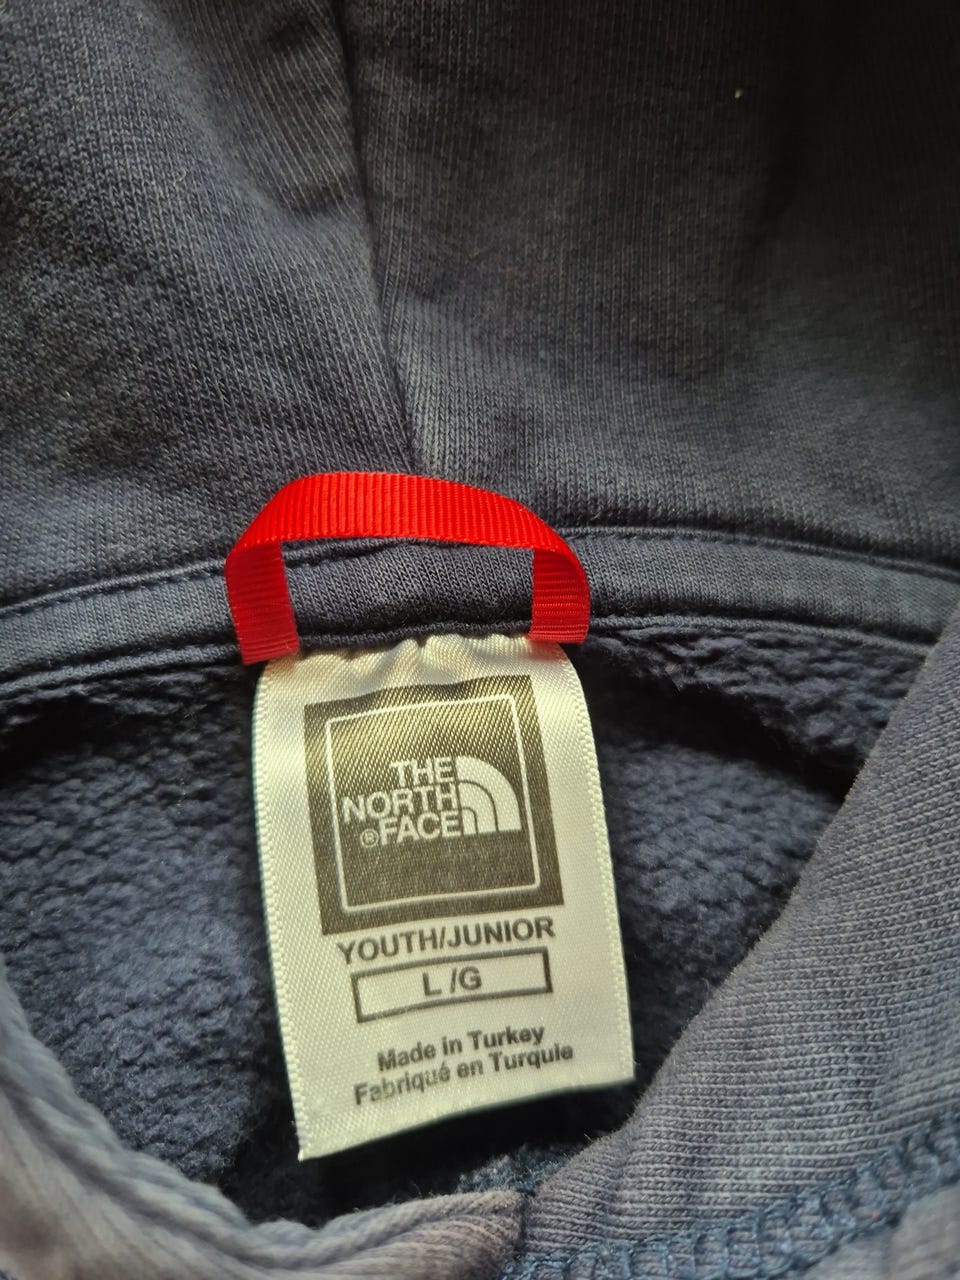 THE
NORTH
®FACE
YOUTH/JUNIOR
L /G
Made in Turkey
Fabriqué en Turquie